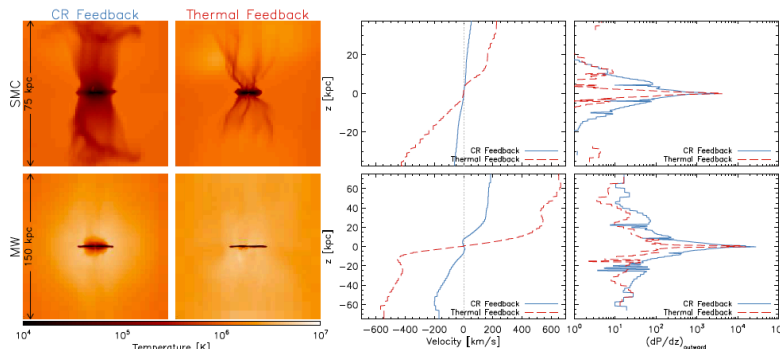 CR Feedback
Thermal Feedback
SMC
75 kpc
z [kpc]
20
0
-20
CR Feedback
Thermal Feedback
CR Feedback
Thermal Feedback
MW
150 kpc
z [kpc]
60
40
20
0
-20
-40
-60
CR Feedback
Thermal Feedback
CR Feedback
Thermal Feedback
10^4
10^5
10^6
10^7
Temperature [K]
-600 -400 -200 0 200 400 600
Velocity [km/s]
10^0 10^1 10^2 10^3 10^4 10^5
(dP/dz)outward